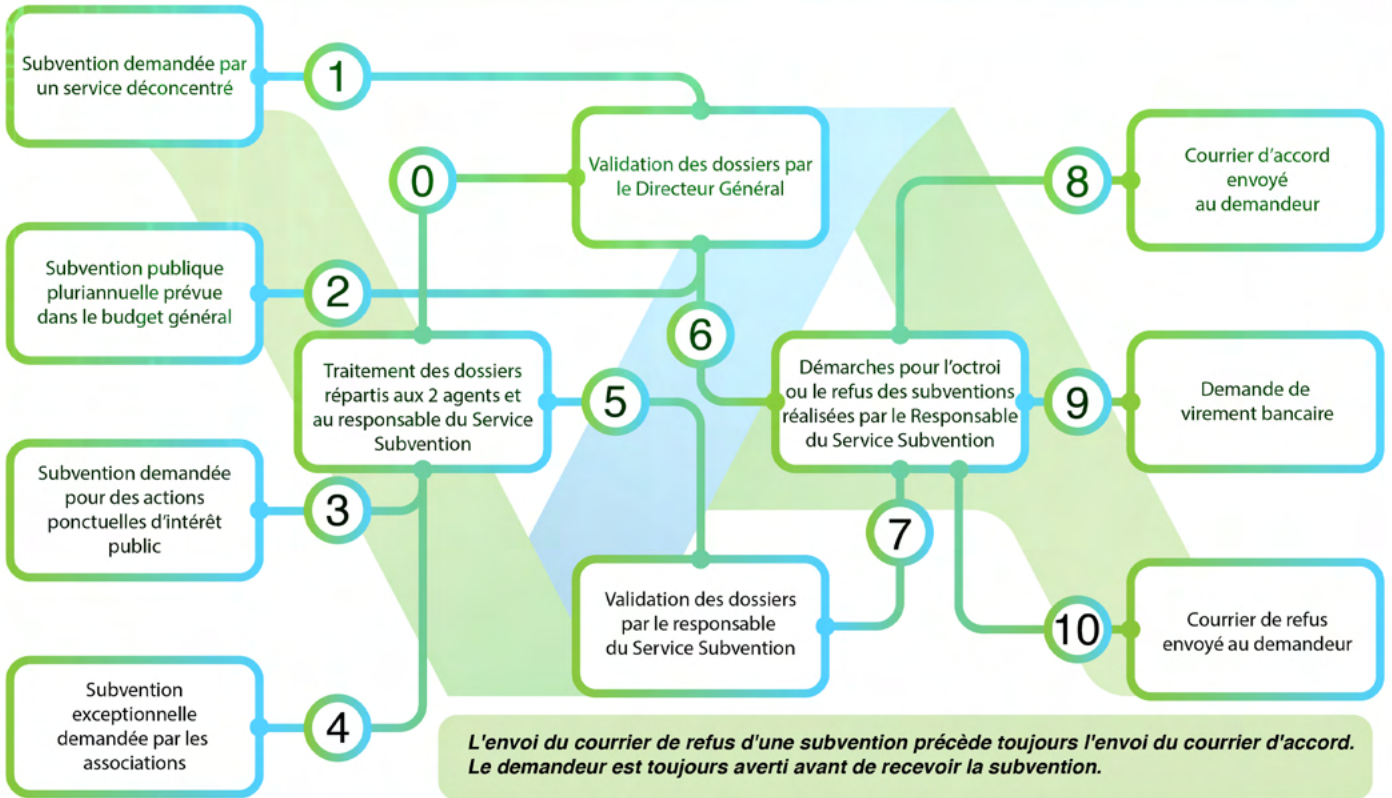 Subvention demandée par
un service déconcentré
1
Validation des dossiers par
le Directeur Général
0
8
Courrier d'accord
envoyé
au demandeur
Subvention publique
pluriannuelle prévue
dans le budget général
2
6
Traitement des dossiers
répartis aux 2 agents et
au responsable du Service
Subvention
5
Démarches pour l'octroi
ou le refus des subventions
réalisées par le Responsable
du Service Subvention
9
Demande de
virement bancaire
Subvention demandée
pour des actions
ponctuelles d'intérêt
public
3
7
Validation des dossiers
par le responsable
du Service Subvention
10
Courrier de refus
envoyé au demandeur
Subvention
exceptionnelle
demandée par les
associations
4
L'envoi du courrier de refus d'une subvention précède toujours l'envoi du courrier d'accord.
Le demandeur est toujours averti avant de recevoir la subvention.